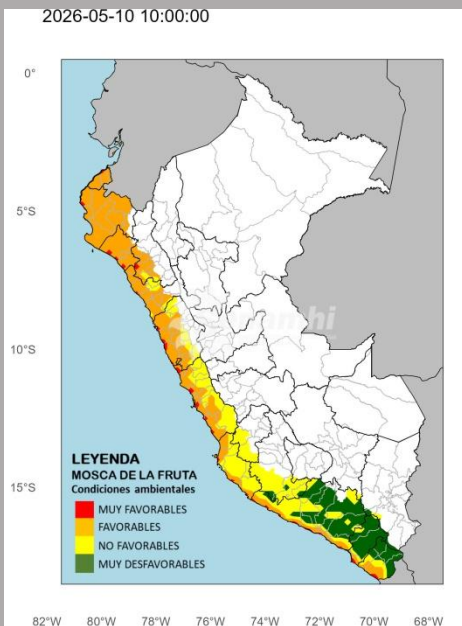 2026-05-10 10:00:00
0°
5°S
10°S
15°S
LEYENDA
MOSCA DE LA FRUTA
Condiciones ambientales
MUY FAVORABLES
FAVORABLES
NO FAVORABLES
MUY DESFAVORABLES
82°W 80°W 78°W 76°W 74°W 72°W 70°W 68°W